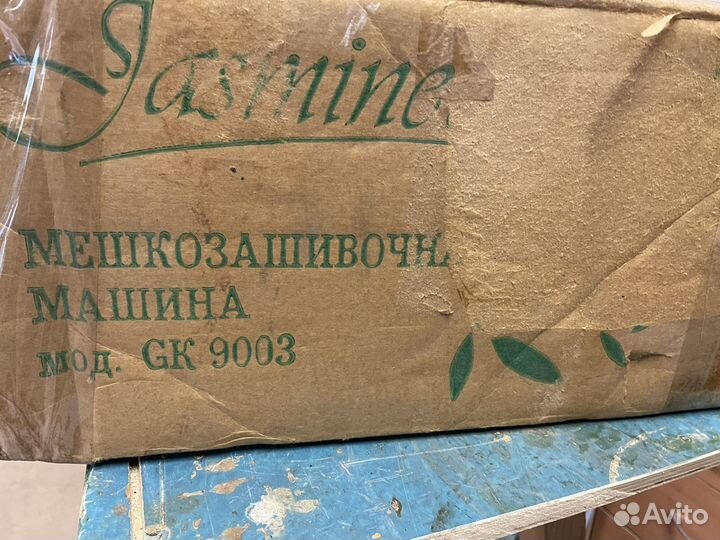 Jasmine
МЕШКОЗАШИВОЧН
МАШИНА
МОД. GK 9003
Avito